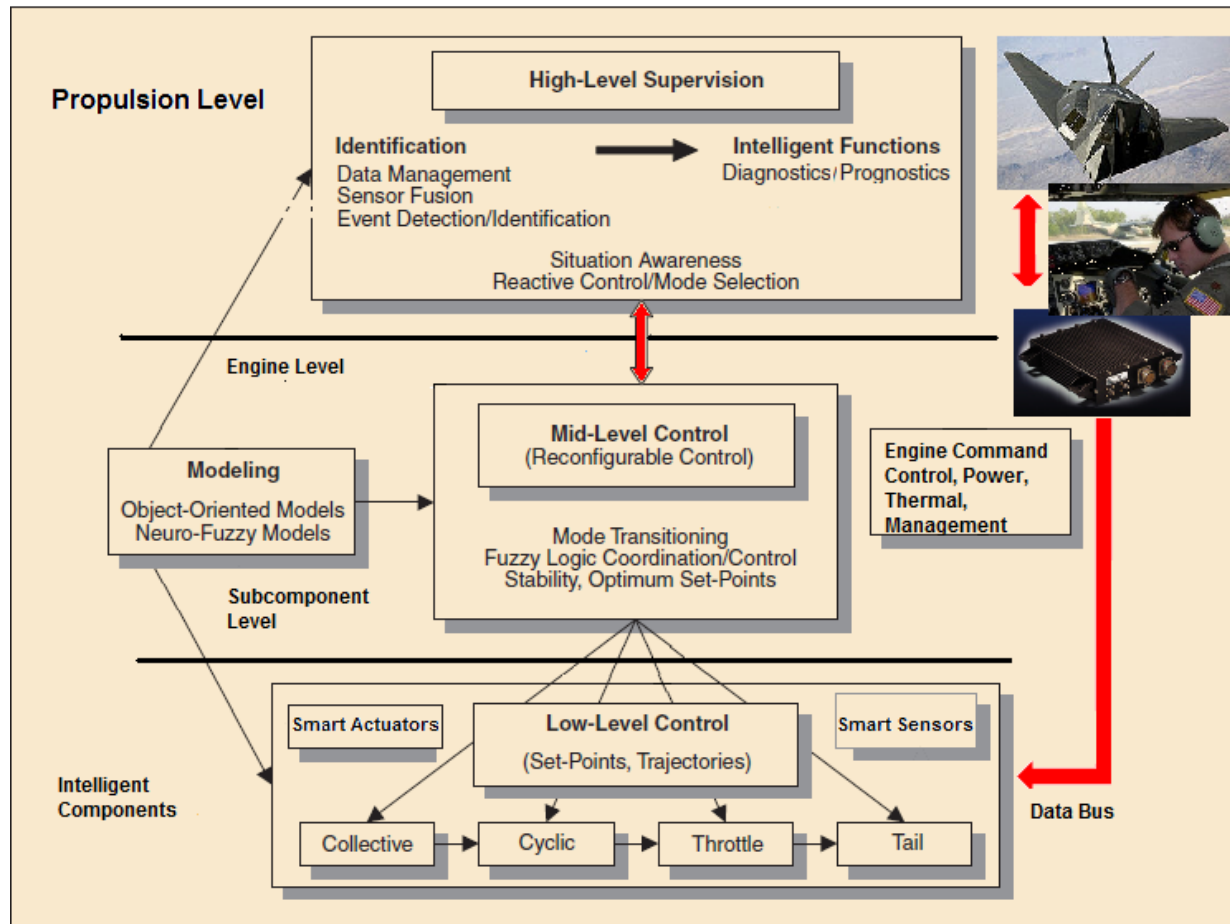 Propulsion Level
High-Level Supervision
Identification
Data Management
Sensor Fusion
Event Detection/Identification
Intelligent Functions
Diagnostics/Prognostics
Situation Awareness
Reactive Control/Mode Selection
Engine Level
Mid-Level Control
(Reconfigurable Control)
Mode Transitioning
Fuzzy Logic Coordination/Control
Stability, Optimum Set-Points
Engine Command
Control, Power,
Thermal,
Management
Modeling
Object-Oriented Models
Neuro-Fuzzy Models
Subcomponent
Level
Smart Actuators
Low-Level Control
(Set-Points, Trajectories)
Smart Sensors
Intelligent
Components
Collective
Cyclic
Throttle
Tail
Data Bus